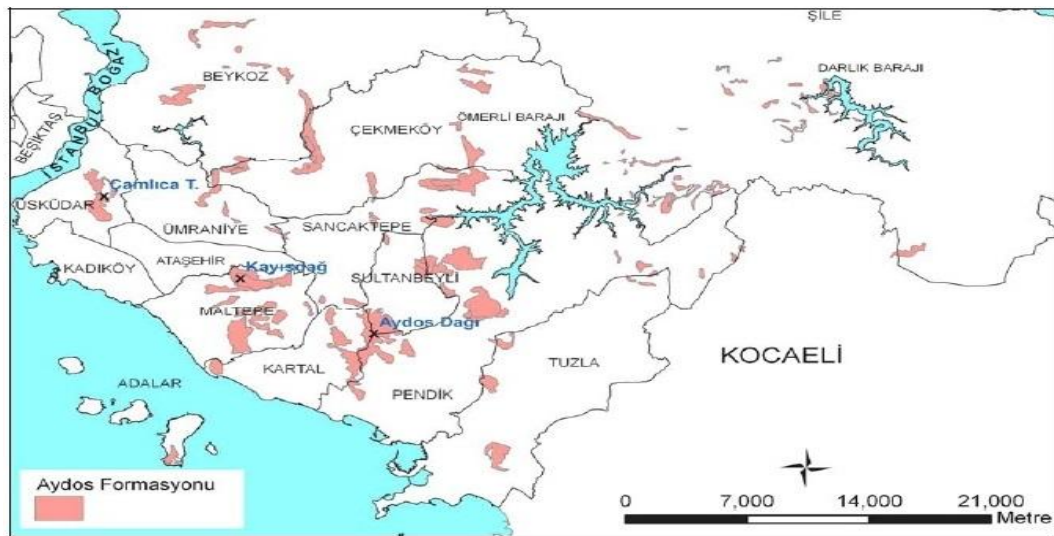 ŞİLE
İSTANBUL BOĞAZI
BEYKOZ
DARLIK BARAJI
BEŞİKTAŞ
ÇEKMEKÖY
ÖMERLİ BARAJI
Çamlıca T.
ÜSKÜDAR
ÜMRANİYE
SANCAKTEPE
KADIKÖY
ATAŞEHİR
Kayışdağ
SULTANBEYLİ
MALTEPE
Aydos Dağı
KOCAELİ
TUZLA
KARTAL
ADALAR
PENDİK
Aydos Formasyonu
0 7,000 14,000 21,000
Metre